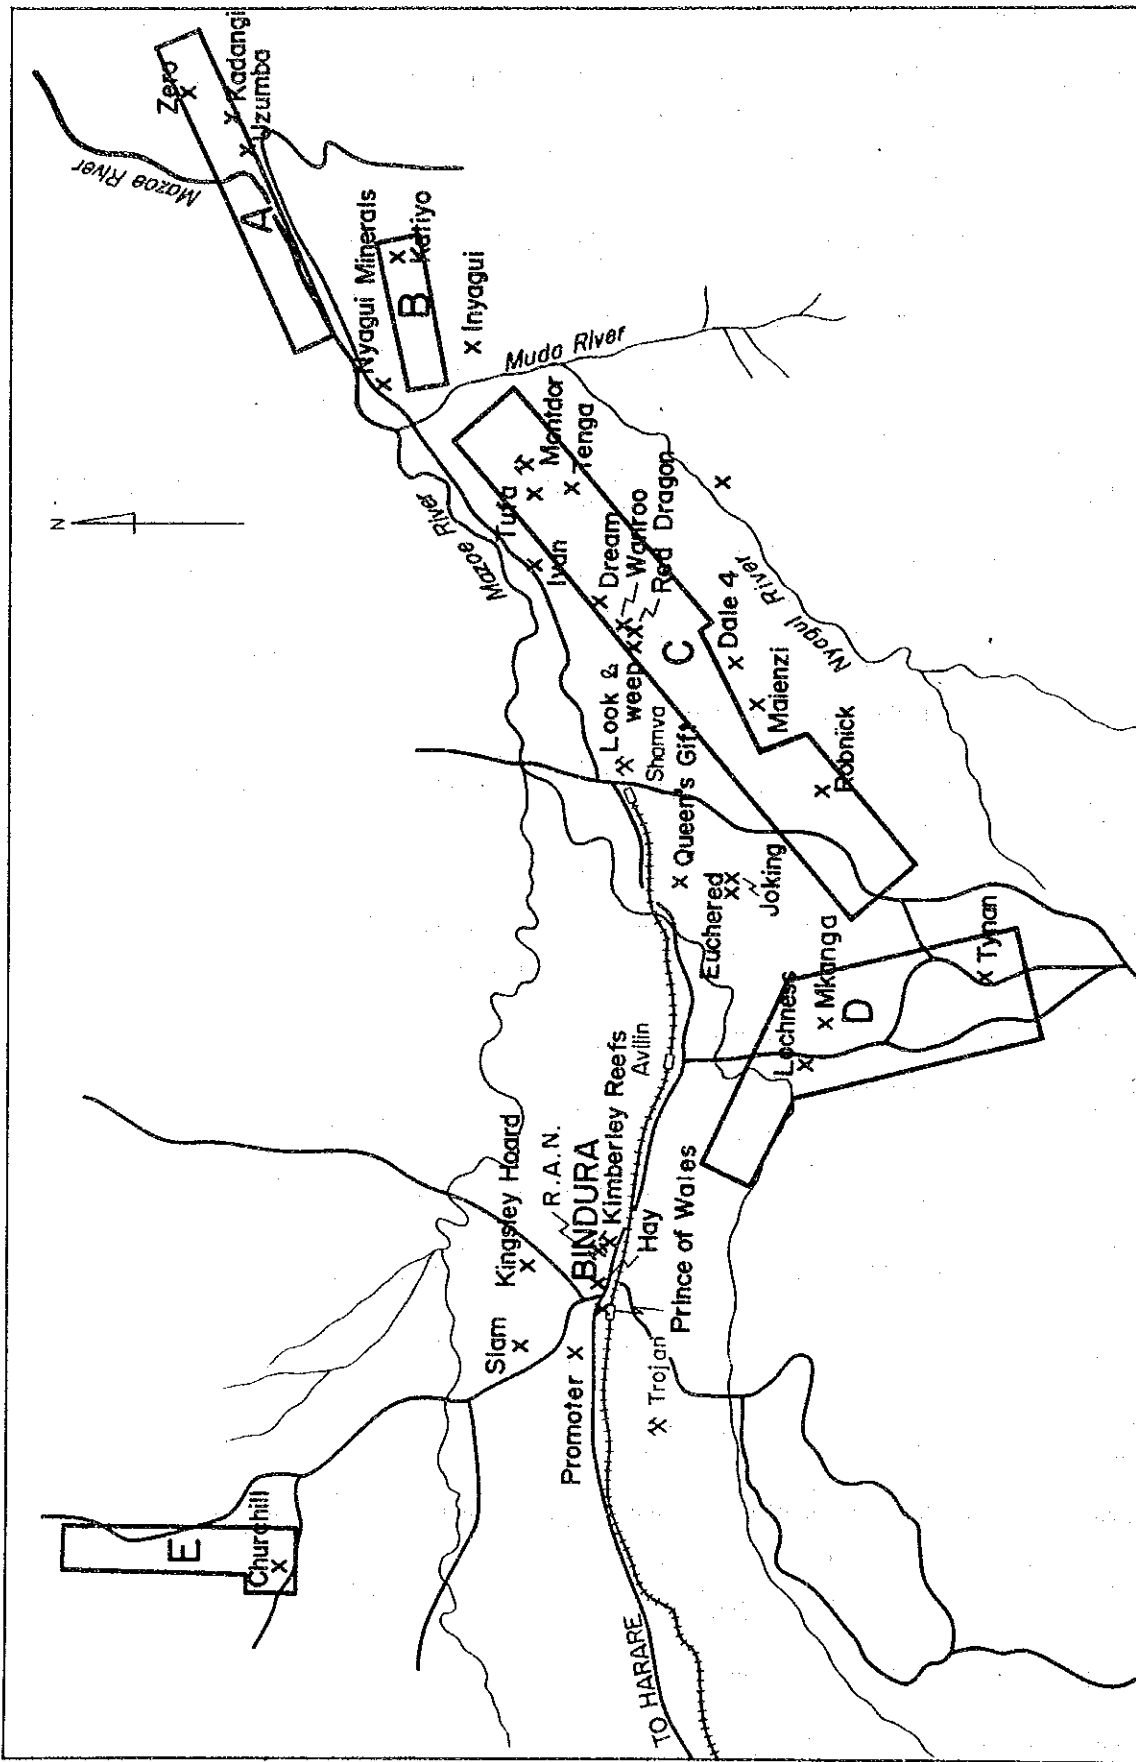 N
E
Churchill
Zero
Kadangi
Uzumba
Mazoe River
A
Nyagui Minerals
B
Katiyo
Inyagui
Mudo River
Mazoe River
Slam
Kingsley Hoard
R.A.N.
BINDURA
Kimberley Reefs
Avilin
Hay
Promoter
Prince of Wales
Trojan
TO HARARE
Tufa
Montdor
Ivan
Tenga
Dream
Wanroo
Red Dragon
Look &
weep
Shamva
C
Queen's Gift
Euchered
Joking
Dale 4
Maienzi
Robnick
Nyagui River
Lochness
Mkanga
D
Tynan